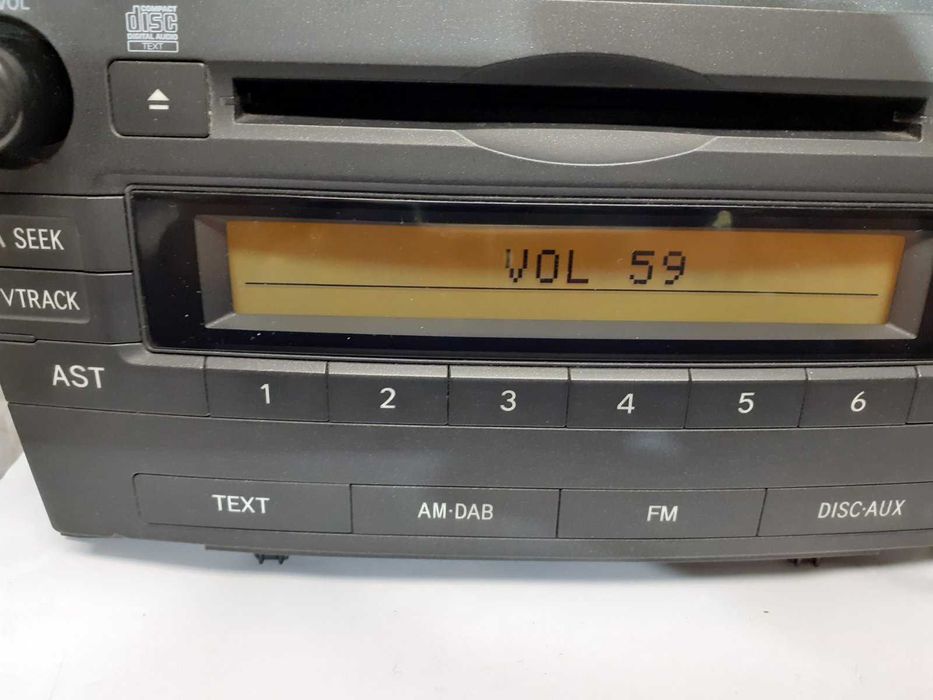 VOL
COMPACT
disc
DIGITAL AUDIO
TEXT
VOL 59
SEEK
TRACK
AST
1 2 3 4 5 6
TEXT AM·DAB FM DISC·AUX